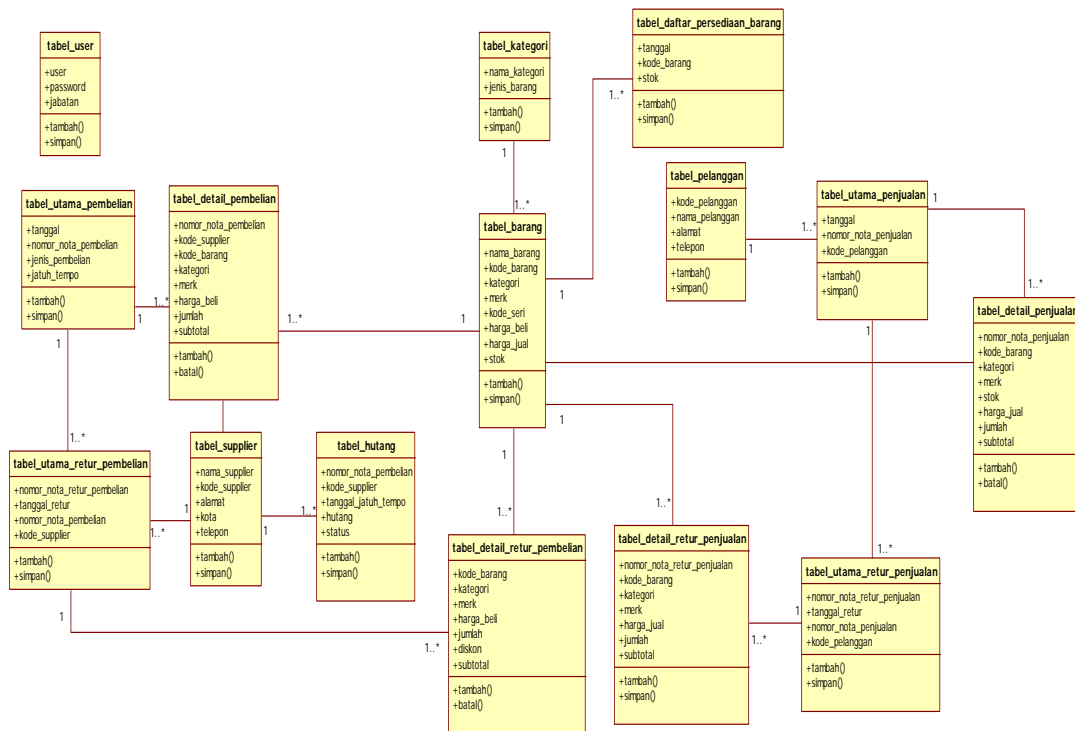 tabel_user
+user
+password
+jabatan
+tambah()
+simpan()
tabel_kategori
+nama_kategori
+jenis_barang
+tambah()
+simpan()
1
1..*
tabel_daftar_persediaan_barang
+tanggal
+kode_barang
+stok
+tambah()
+simpan()
1..*
tabel_utama_pembelian
+tanggal
+nomor_nota_pembelian
+jenis_pembelian
+jatuh_tempo
+tambah()
+simpan()
1
1..*
1
1..*
tabel_detail_pembelian
+nomor_nota_pembelian
+kode_supplier
+kode_barang
+kategori
+merk
+harga_beli
+jumlah
+subtotal
+tambah()
+batal()
1..*
1
tabel_barang
+nama_barang
+kode_barang
+kategori
+merk
+kode_seri
+harga_beli
+harga_jual
+stok
+tambah()
+simpan()
1
1
1
tabel_pelanggan
+kode_pelanggan
+nama_pelanggan
+alamat
+telepon
+tambah()
+simpan()
1
1..*
tabel_utama_penjualan
+tanggal
+nomor_nota_penjualan
+kode_pelanggan
+tambah()
+simpan()
1
1..*
1
1..*
tabel_detail_penjualan
+nomor_nota_penjualan
+kode_barang
+kategori
+merk
+stok
+harga_jual
+jumlah
+subtotal
+tambah()
+batal()
tabel_utama_retur_pembelian
+nomor_nota_retur_pembelian
+tanggal_retur
+nomor_nota_pembelian
+kode_supplier
+tambah()
+simpan()
1
1..*
1
1..*
tabel_supplier
+nama_supplier
+kode_supplier
+alamat
+kota
+telepon
+tambah()
+simpan()
1
1..*
tabel_hutang
+nomor_nota_pembelian
+kode_supplier
+tanggal_jatuh_tempo
+hutang
+status
+tambah()
+simpan()
1..*
tabel_detail_retur_pembelian
+kode_barang
+kategori
+merk
+harga_beli
+jumlah
+diskon
+subtotal
+tambah()
+batal()
1..*
tabel_detail_retur_penjualan
+nomor_nota_retur_penjualan
+kode_barang
+kategori
+merk
+harga_jual
+jumlah
+subtotal
+tambah()
+simpan()
1
1..*
tabel_utama_retur_penjualan
+nomor_nota_retur_penjualan
+tanggal_retur
+nomor_nota_penjualan
+kode_pelanggan
+tambah()
+simpan()